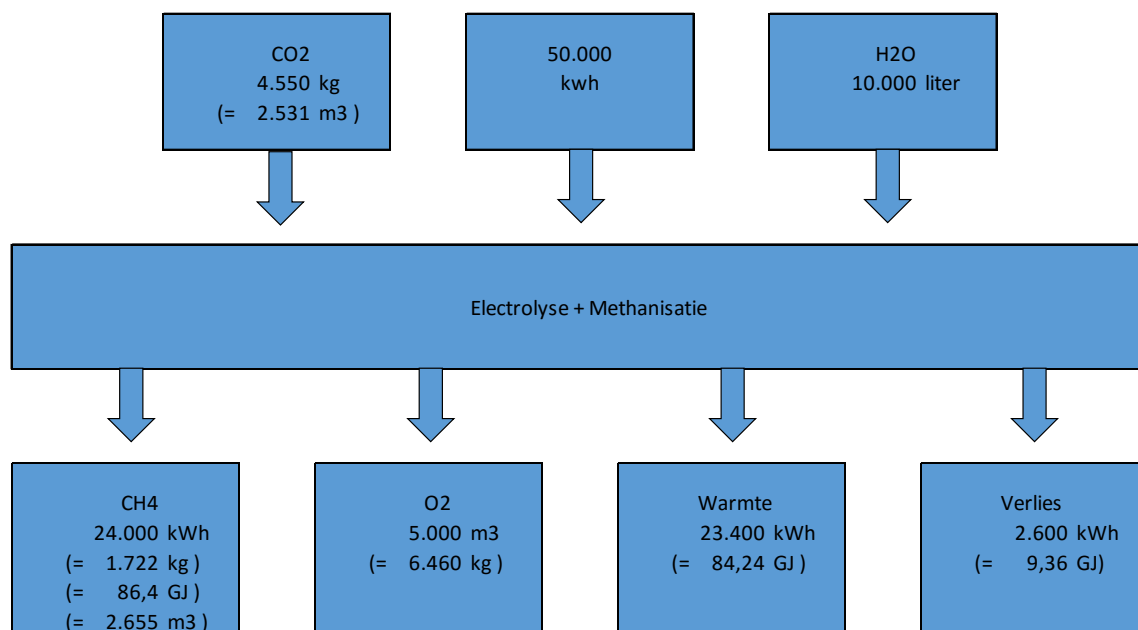 CO2
4.550 kg
(= 2.531 m3 )
50.000
kwh
H2O
10.000 liter
Electrolyse + Methanisatie
CH4
24.000 kWh
(= 1.722 kg )
(= 86,4 GJ )
(= 2.655 m3 )
O2
5.000 m3
(= 6.460 kg )
Warmte
23.400 kWh
(= 84,24 GJ )
Verlies
2.600 kWh
(= 9,36 GJ)